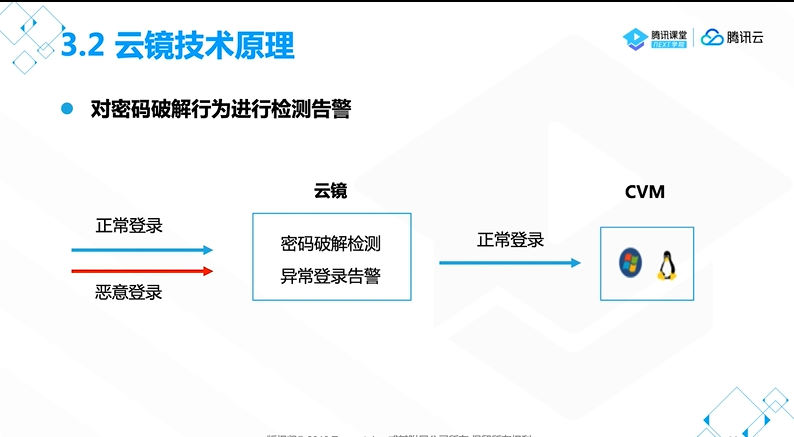 3.2 云镜技术原理
腾讯课堂
NEXT学院
腾讯云
对密码破解行为进行检测告警
云镜
CVM
正常登录
密码破解检测
异常登录告警
正常登录
恶意登录